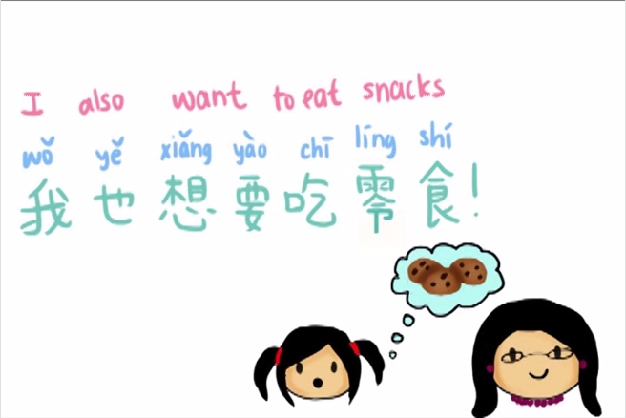 I also want to eat snacks
wǒ yě xiǎng yào chī líng shí
我也想要吃零食!